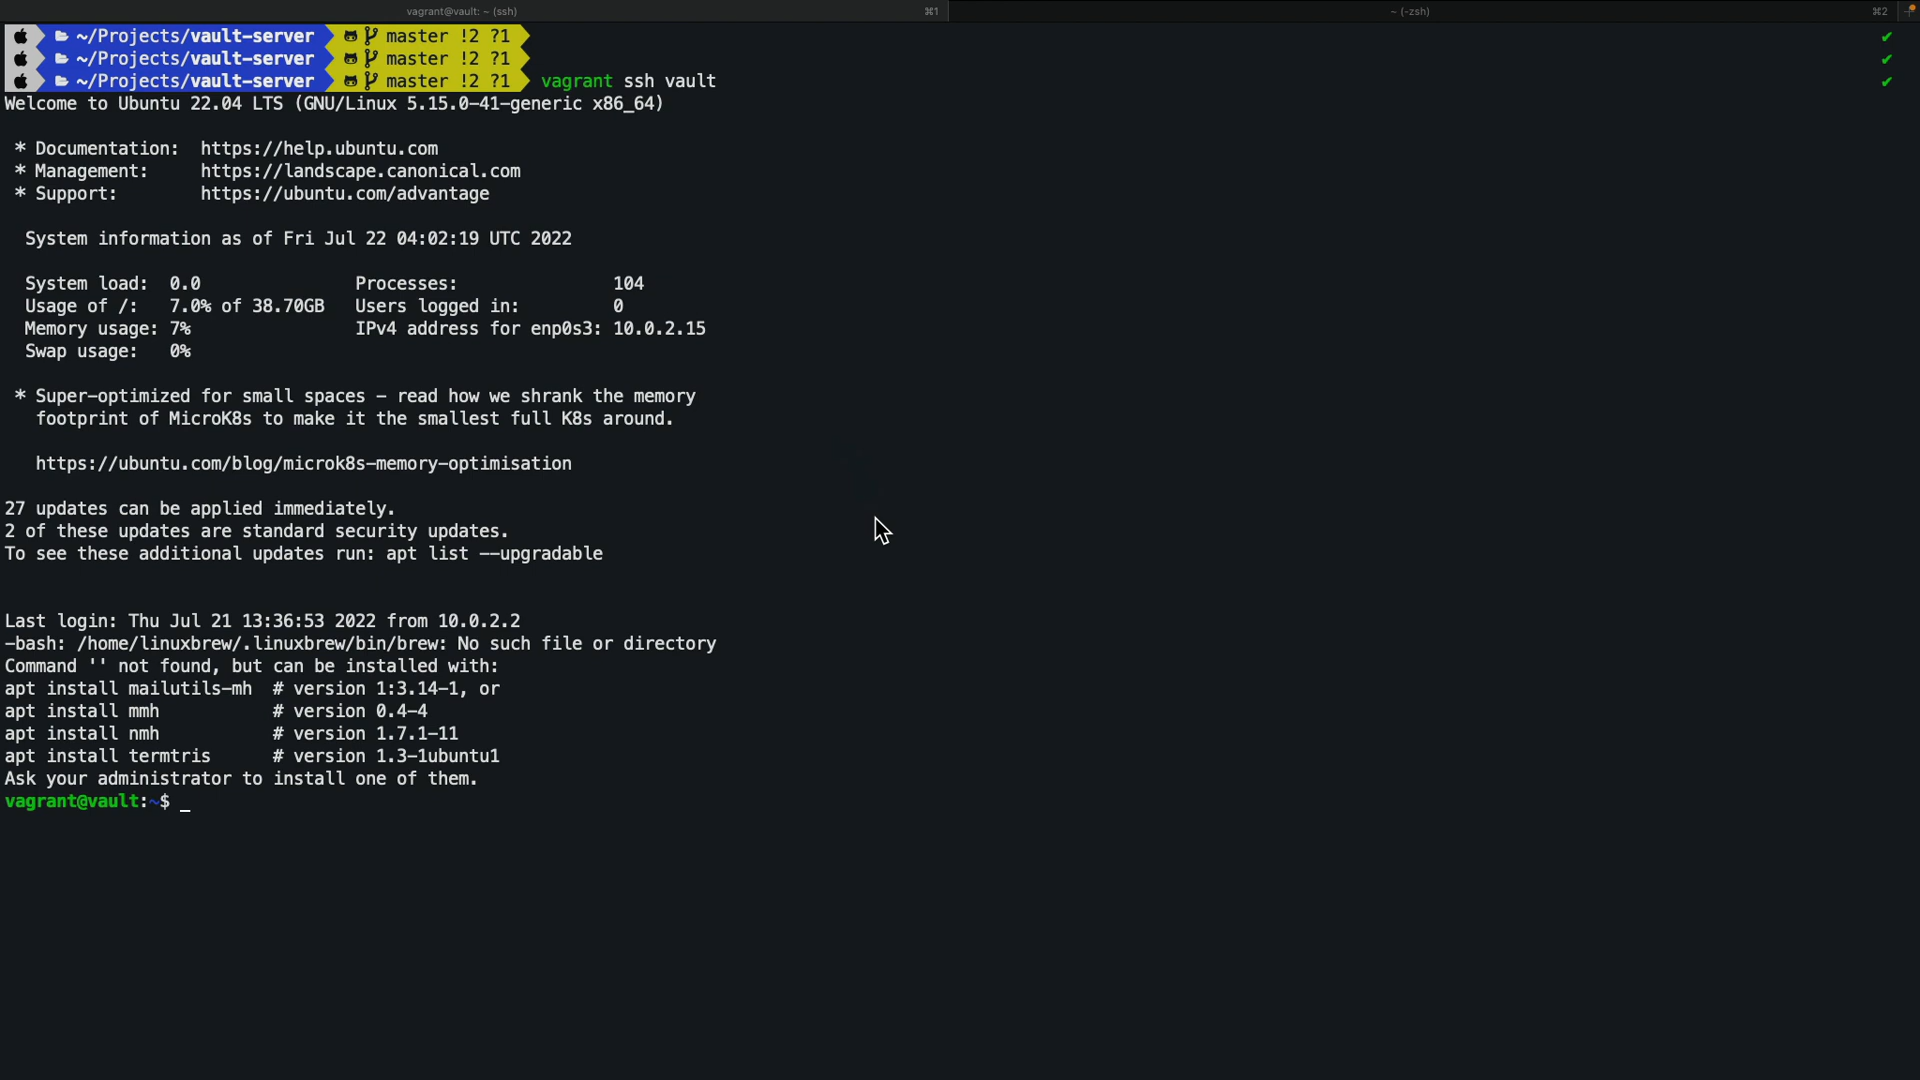 vagrant@vault: ~ (ssh) ⌘1 ~ (-zsh) ⌘2
~/Projects/vault-server master !2 ?1 ✔
~/Projects/vault-server master !2 ?1 ✔
~/Projects/vault-server master !2 ?1 vagrant ssh vault ✔
Welcome to Ubuntu 22.04 LTS (GNU/Linux 5.15.0-41-generic x86_64)
* Documentation: https://help.ubuntu.com
* Management: https://landscape.canonical.com
* Support: https://ubuntu.com/advantage
System information as of Fri Jul 22 04:02:19 UTC 2022
System load: 0.0 Processes: 104
Usage of /: 7.0% of 38.70GB Users logged in: 0
Memory usage: 7% IPv4 address for enp0s3: 10.0.2.15
Swap usage: 0%
* Super-optimized for small spaces - read how we shrank the memory
footprint of MicroK8s to make it the smallest full K8s around.
https://ubuntu.com/blog/microk8s-memory-optimisation
27 updates can be applied immediately.
2 of these updates are standard security updates.
To see these additional updates run: apt list --upgradable
Last login: Thu Jul 21 13:36:53 2022 from 10.0.2.2
-bash: /home/linuxbrew/.linuxbrew/bin/brew: No such file or directory
Command '' not found, but can be installed with:
apt install mailutils-mh # version 1:3.14-1, or
apt install mmh # version 0.4-4
apt install nmh # version 1.7.1-11
apt install termtris # version 1.3-1ubuntu1
Ask your administrator to install one of them.
vagrant@vault:~$ _